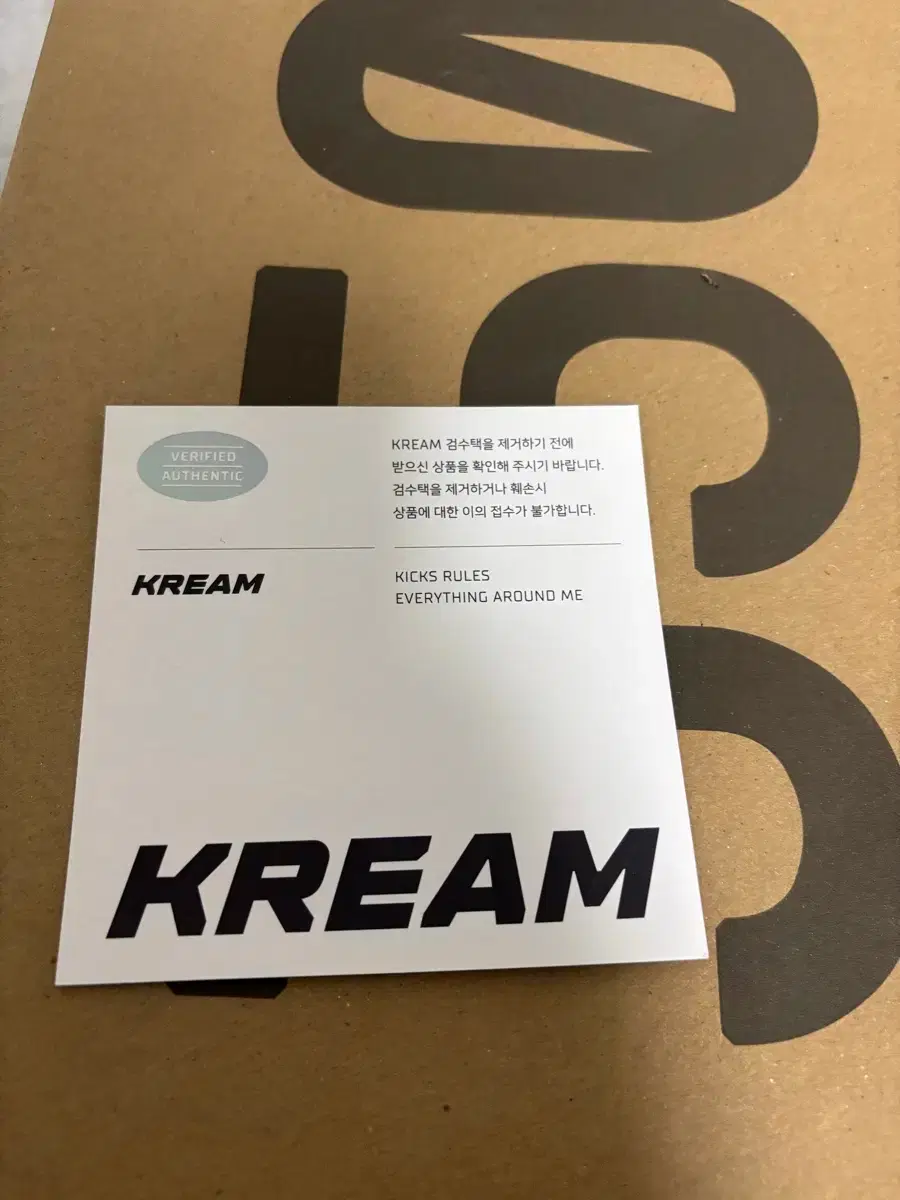 VERIFIED
AUTHENTIC
KREAM 검수택을 제거하기 전에
받으신 상품을 확인해 주시기 바랍니다.
검수택을 제거하거나 훼손시
상품에 대한 이의 접수가 불가합니다.
KREAM
KICKS RULES
EVERYTHING AROUND ME
KREAM